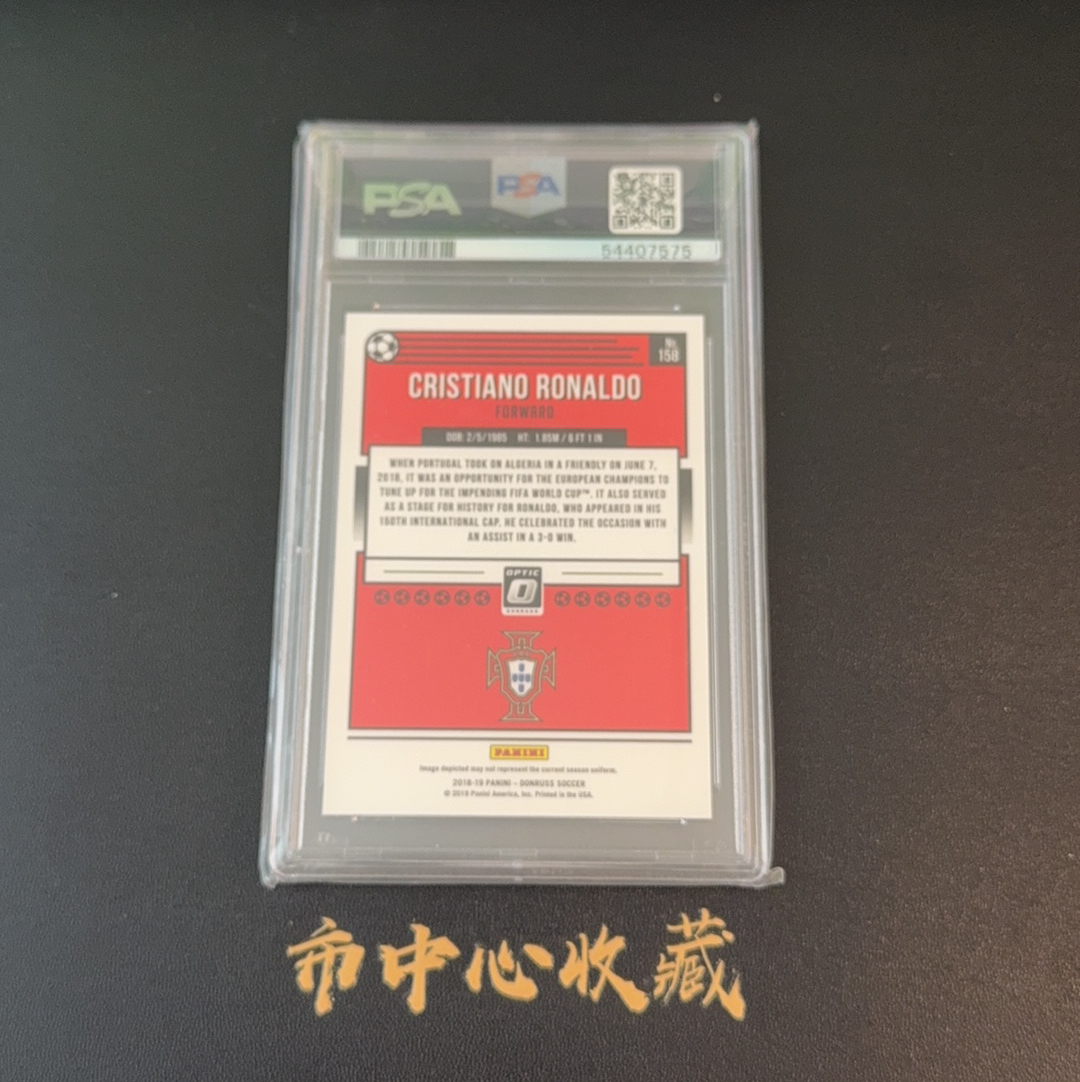 PSA
PSA
54407575
No.
158
CRISTIANO RONALDO
FORWARD
DOB: 2/5/1985 HT: 1.85M / 6 FT 1 IN
WHEN PORTUGAL TOOK ON ALGERIA IN A FRIENDLY ON JUNE 7,
2018, IT WAS AN OPPORTUNITY FOR THE EUROPEAN CHAMPIONS TO
TUNE UP FOR THE IMPENDING FIFA WORLD CUP™. IT ALSO SERVED
AS A STAGE FOR HISTORY FOR RONALDO, WHO APPEARED IN HIS
150TH INTERNATIONAL CAP. HE CELEBRATED THE OCCASION WITH
AN ASSIST IN A 3-0 WIN.
OPTIC
O
DONRUSS
PANINI
Image depicted may not represent the current season uniform.
2018-19 PANINI – DONRUSS SOCCER
© 2019 Panini America, Inc. Printed in the USA.
市中心收藏